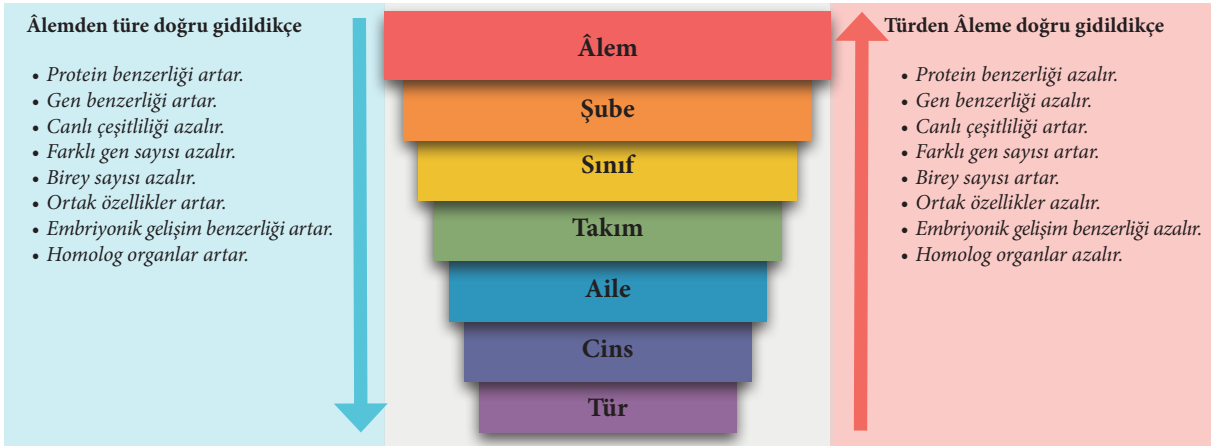 Âlemden türe doğru gidildikçe
• Protein benzerliği artar.
• Gen benzerliği artar.
• Canlı çeşitliliği azalır.
• Farklı gen sayısı azalır.
• Birey sayısı azalır.
• Ortak özellikler artar.
• Embriyonik gelişim benzerliği artar.
• Homolog organlar artar.
Âlem
Şube
Sınıf
Takım
Aile
Cins
Tür
Türden Âleme doğru gidildikçe
• Protein benzerliği azalır.
• Gen benzerliği azalır.
• Canlı çeşitliliği artar.
• Farklı gen sayısı artar.
• Birey sayısı artar.
• Ortak özellikler azalır.
• Embriyonik gelişim benzerliği azalır.
• Homolog organlar azalır.